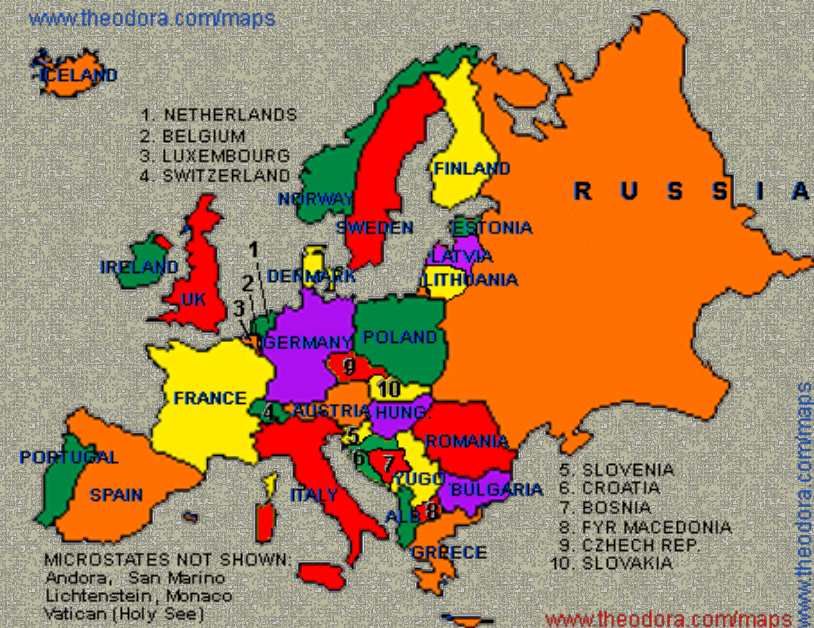 www.theodora.com/maps
ICELAND
1. NETHERLANDS
2. BELGIUM
3. LUXEMBOURG
4. SWITZERLAND
NORWAY
FINLAND
RUSSIA
SWEDEN
ESTONIA
LATVIA
LITHUANIA
IRELAND
UK
DENMARK
1
2
3
GERMANY
POLAND
9
10
FRANCE
4
AUSTRIA
HUNG.
5
6
7
ROMANIA
PORTUGAL
SPAIN
ITALY
YUGO
BULGARIA
ALB
8
GREECE
5. SLOVENIA
6. CROATIA
7. BOSNIA
8. FYR MACEDONIA
9. CZHECH REP.
10. SLOVAKIA
MICROSTATES NOT SHOWN:
Andora, San Marino
Lichtenstein, Monaco
Vatican (Holy See)
www.theodora.com/maps
www.theodora.com/maps